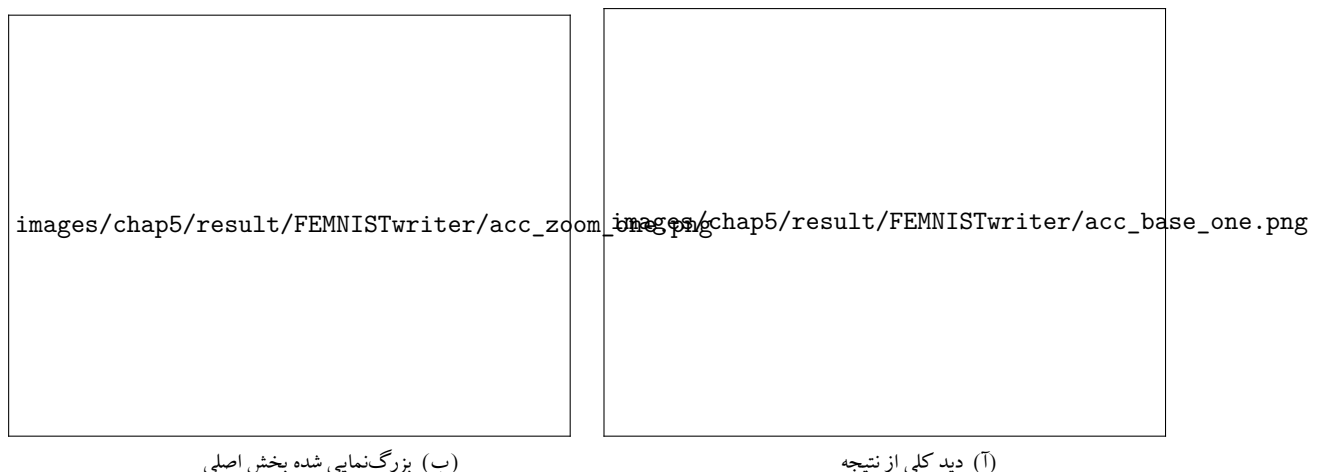 images/chap5/result/FEMNISTwriter/acc_base_one.png
images/chap5/result/FEMNISTwriter/acc_zoom_one.png
(آ) دید کلی از نتیجه
(ب) بزرگ‌نمایی شده بخش اصلی